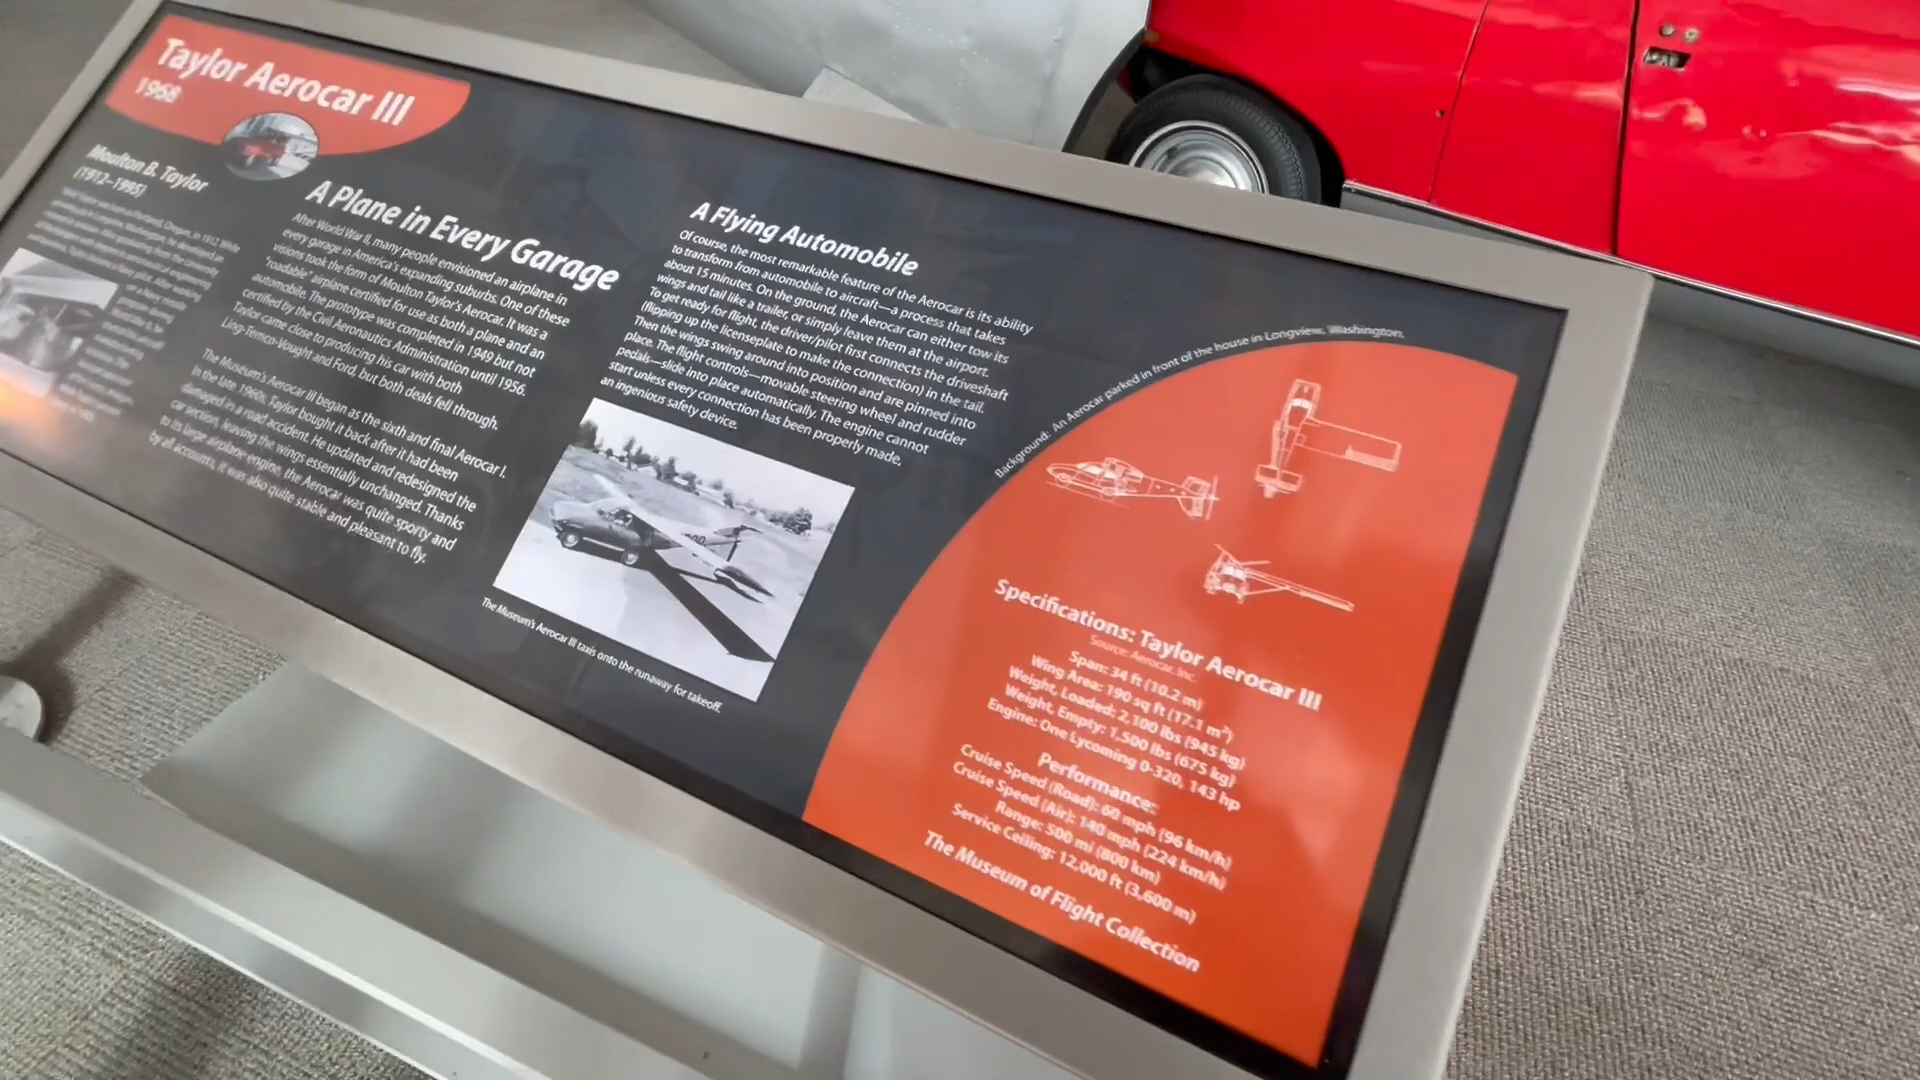 Taylor Aerocar III
1968
Moulton B. Taylor
(1912–1995)
A Plane in Every Garage
After World War II, many people envisioned an airplane in
every garage in America's expanding suburbs. One of these
visions took the form of Moulton Taylor's Aerocar. It was a
"roadable" airplane certified for use as both a plane and an
automobile. The prototype was completed in 1949 but not
certified by the Civil Aeronautics Administration until 1956.
Taylor came close to producing his car with both
Ling-Temco-Vought and Ford, but both deals fell through.
The Museum's Aerocar III began as the sixth and final Aerocar I.
In the late 1960s, Taylor bought it back after it had been
damaged in a road accident. He updated and redesigned the
car section, leaving the wings essentially unchanged. Thanks
to its large airplane engine, the Aerocar was quite sporty and
by all accounts, it was also quite stable and pleasant to fly.
A Flying Automobile
Of course, the most remarkable feature of the Aerocar is its ability
to transform from automobile to aircraft—a process that takes
about 15 minutes. On the ground, the Aerocar can either tow its
wings and tail like a trailer, or simply leave them at the airport.
To get ready for flight, the driver/pilot first connects the driveshaft
(flipping up the licenseplate to make the connection) in the tail.
Then the wings swing around into position and are pinned into
place. The flight controls—movable steering wheel and rudder
pedals—slide into place automatically. The engine cannot
start unless every connection has been properly made,
an ingenious safety device.
The Museum's Aerocar III taxis onto the runaway for takeoff.
Background: An Aerocar parked in front of the house in Longview, Washington.
Specifications: Taylor Aerocar III
Source: Aerocar, Inc.
Span: 34 ft (10.2 m)
Wing Area: 190 sq ft (17.1 m²)
Weight, Loaded: 2,100 lbs (945 kg)
Weight, Empty: 1,500 lbs (675 kg)
Engine: One Lycoming 0-320, 143 hp
Performance:
Cruise Speed (Road): 60 mph (96 km/h)
Cruise Speed (Air): 140 mph (224 km/h)
Range: 500 mi (800 km)
Service Ceiling: 12,000 ft (3,600 m)
The Museum of Flight Collection